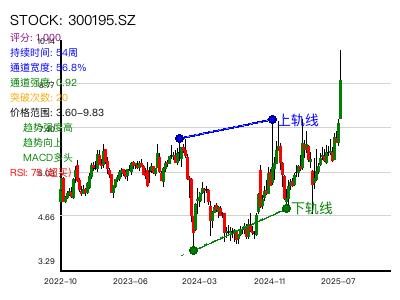 STOCK: 300195.SZ
评分: 1.000
持续时间: 54周
通道宽度: 56.8%
通道强度: 0.92
突破次数: 20
价格范围: 3.60-9.83
趋势强度高
上轨线
趋势向上
MACD多头
RSI: 75.0(超买)
下轨线
4.66
3.29
2022-10
2023-06
2024-03
2024-11
2025-07